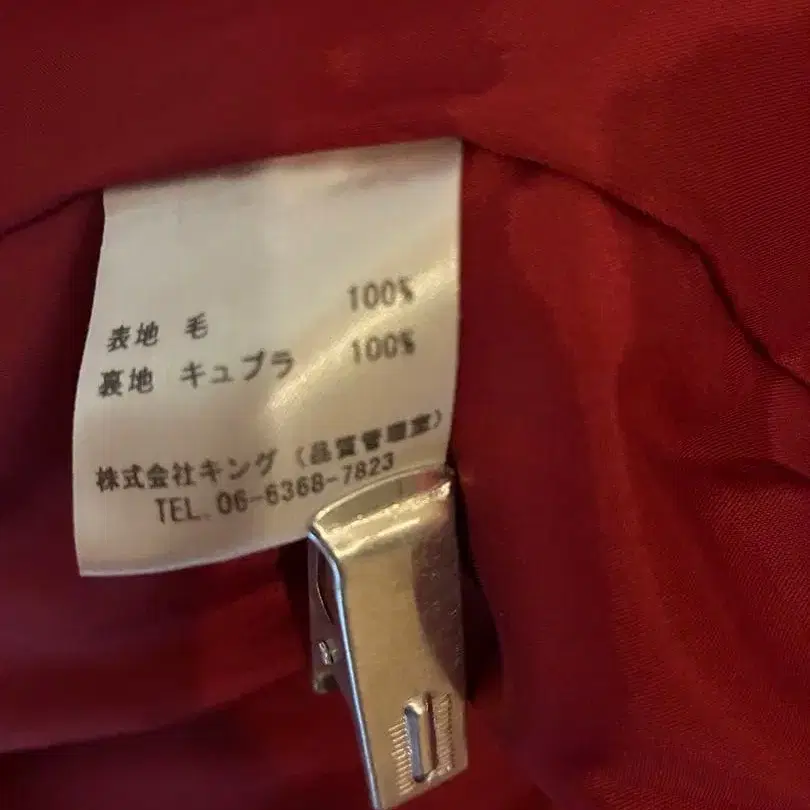 表地 毛 100%
裏地 キュプラ 100%
株式会社キング (品質管理室)
TEL. 06-6368-7823